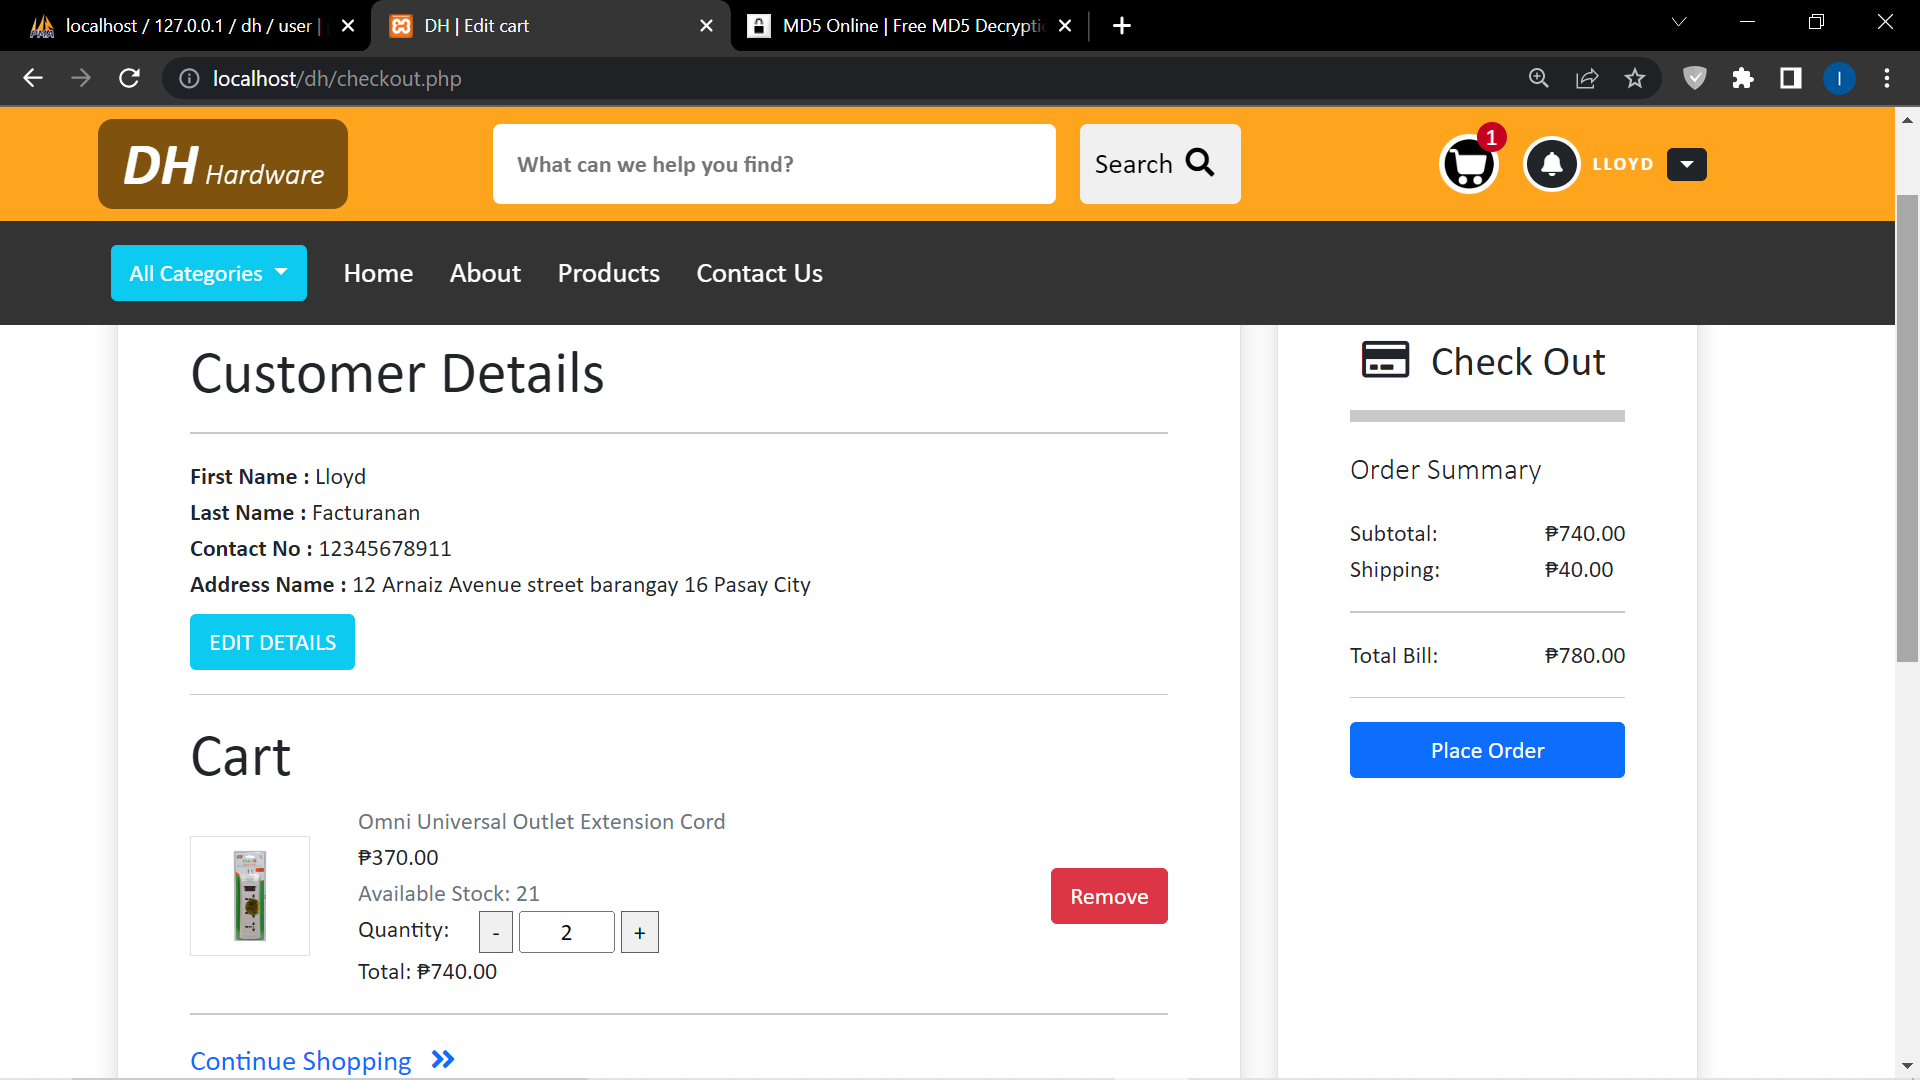 localhost / 127.0.0.1 / dh / user |
DH | Edit cart
MD5 Online | Free MD5 Decrypti
localhost/dh/checkout.php
I
DH Hardware
What can we help you find?
Search
1
LLOYD
All Categories
Home
About
Products
Contact Us
Customer Details
First Name : Lloyd
Last Name : Facturanan
Contact No : 12345678911
Address Name : 12 Arnaiz Avenue street barangay 16 Pasay City
EDIT DETAILS
Cart
Omni Universal Outlet Extension Cord
₱370.00
Available Stock: 21
Quantity: - 2 +
Total: ₱740.00
Remove
Continue Shopping
Check Out
Order Summary
Subtotal: ₱740.00
Shipping: ₱40.00
Total Bill: ₱780.00
Place Order